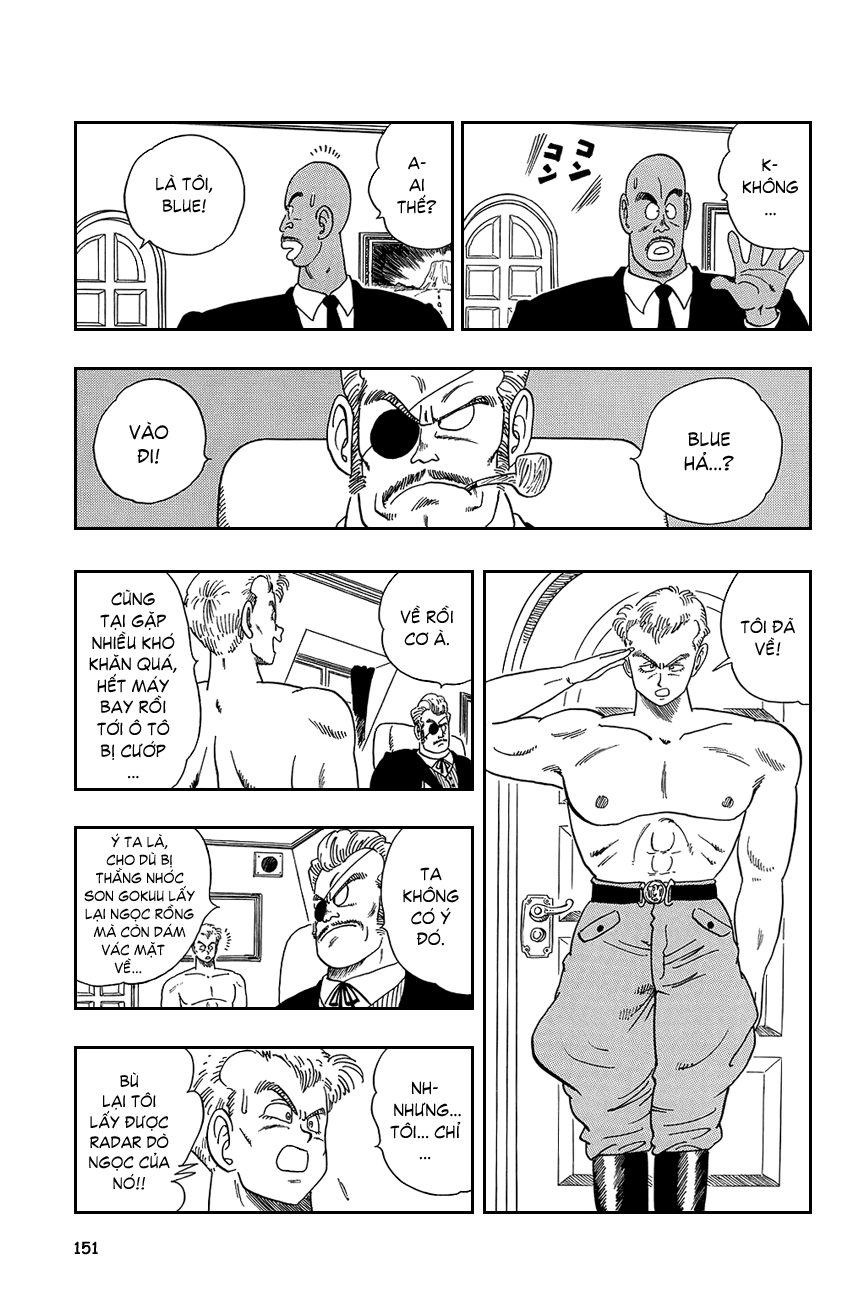 K-
KHÔNG
...
コンコン
A-
AI
THẾ?
LÀ TÔI,
BLUE!
BLUE
HẢ...?
VÀO
ĐI!
TÔI ĐÃ
VỀ!
VỀ RỒI
CƠ À.
CŨNG
TẠI GẶP
NHIỀU KHÓ
KHĂN QUÁ,
HẾT MÁY
BAY RỒI
TỚI Ô TÔ
BỊ CƯỚP
...
TA
KHÔNG
CÓ Ý
ĐÓ.
Ý TA LÀ,
CHO DÙ BỊ
THẰNG NHÓC
SON GOKUU LẤY
LẠI NGỌC RỒNG
MÀ CÒN DÁM
VÁC MẶT
VỀ...
NH-
NHƯNG...
TÔI... CHỈ
...
BÙ
LẠI TÔI
LẤY ĐƯỢC
RADAR DÒ
NGỌC CỦA
NÓ!!
151